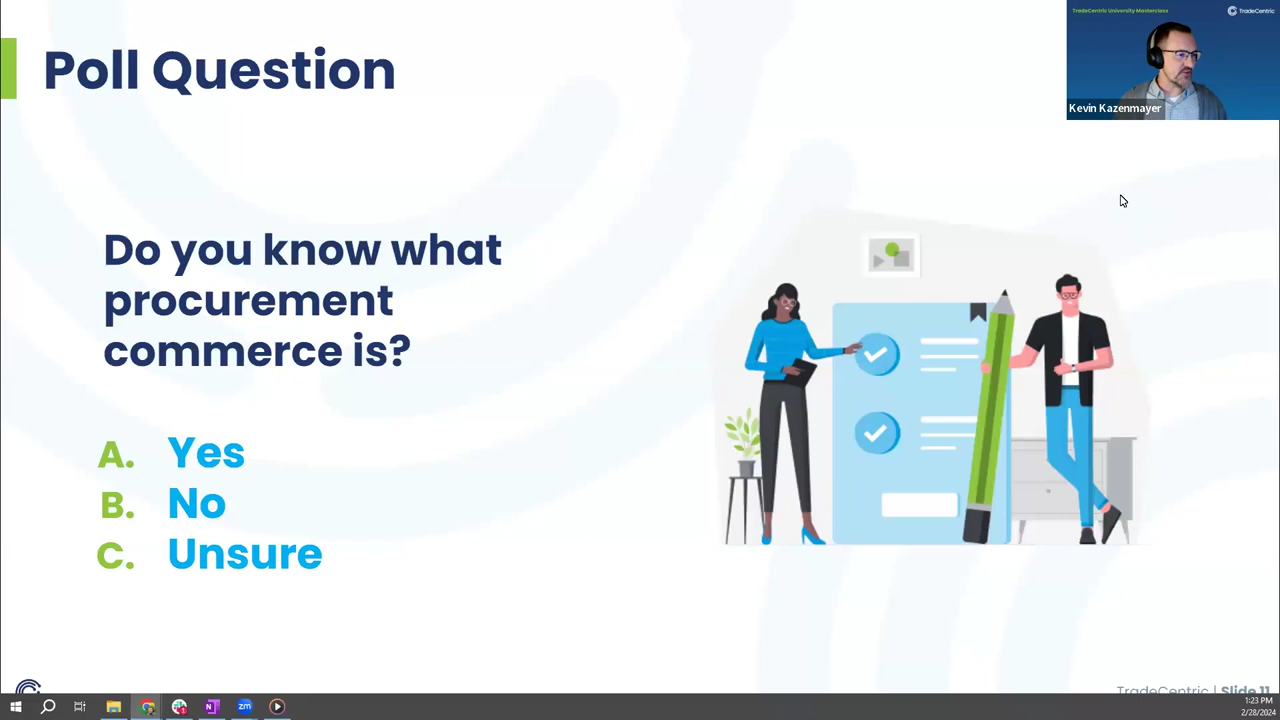 TradeCentric University Masterclass
TradeCentric
Kevin Kazenmayer
Poll Question
Do you know what
procurement
commerce is?
A. Yes
B. No
C. Unsure
TradeCentric | Slide 11
zm
1:23 PM
2/28/2024